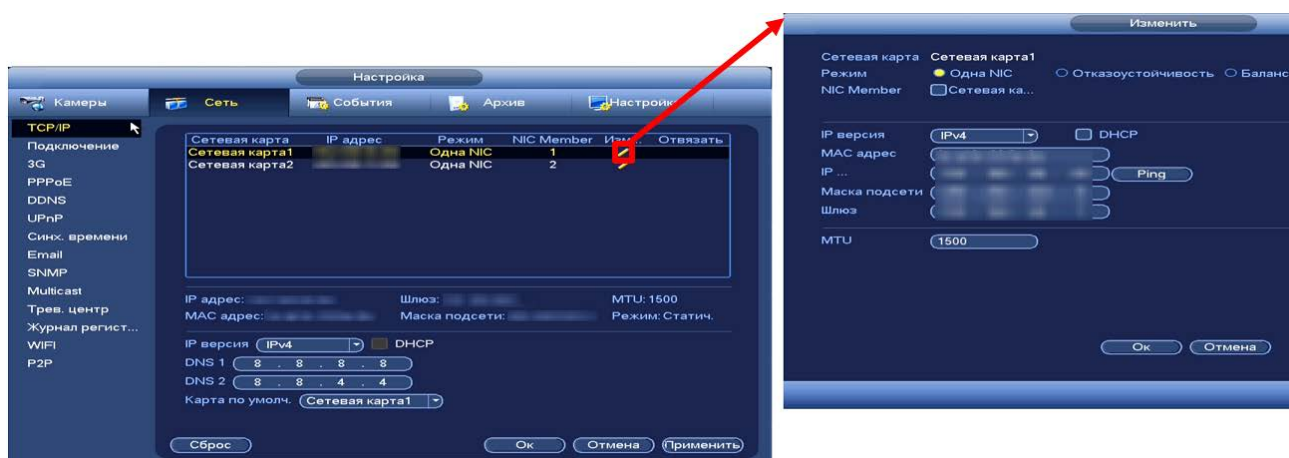 Настройка
Камеры Сеть События Архив Настройк
TCP/IP
Подключение
3G
PPPoE
DDNS
UPnP
Синх. времени
Email
SNMP
Multicast
Трев. центр
Журнал регист...
WIFI
P2P
Сетевая карта IP адрес Режим NIC Member Изм... Отвязать
Сетевая карта1 Одна NIC 1
Сетевая карта2 Одна NIC 2
IP адрес: Шлюз: MTU: 1500
MAC адрес: Маска подсети: Режим: Статич.
IP версия IPv4 DHCP
DNS 1 8 . 8 . 8 . 8
DNS 2 8 . 8 . 4 . 4
Карта по умолч. Сетевая карта1
Сброс Ок Отмена Применить
Изменить
Сетевая карта Сетевая карта1
Режим Одна NIC Отказоустойчивость Баланс
NIC Member Сетевая ка...
IP версия IPv4 DHCP
MAC адрес
IP ... Ping
Маска подсети
Шлюз
MTU 1500
Ок Отмена